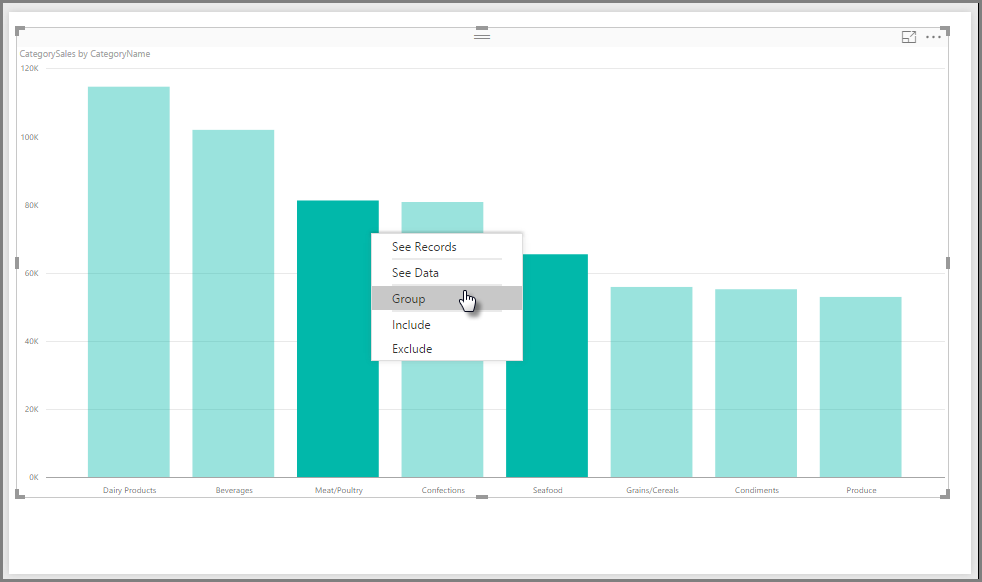 CategorySales by CategoryName
120K
100K
80K
60K
40K
20K
0K
See Records
See Data
Group
Include
Exclude
Dairy Products Beverages Meat/Poultry Confections Seafood Grains/Cereals Condiments Produce